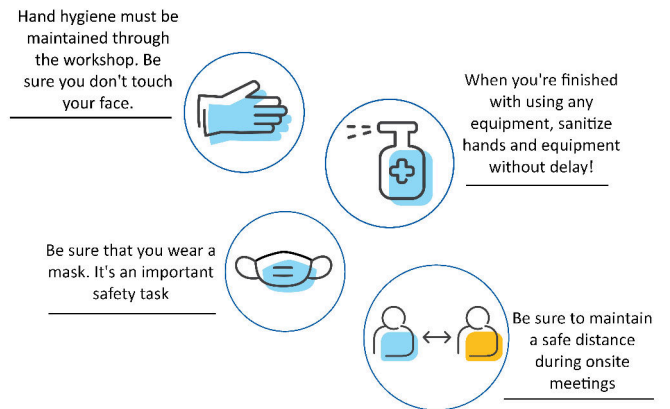 Hand hygiene must be
maintained through
the workshop. Be
sure you don't touch
your face.
When you're finished
with using any
equipment, sanitize
hands and equipment
without delay!
Be sure that you wear a
mask. It's an important
safety task
Be sure to maintain
a safe distance
during onsite
meetings